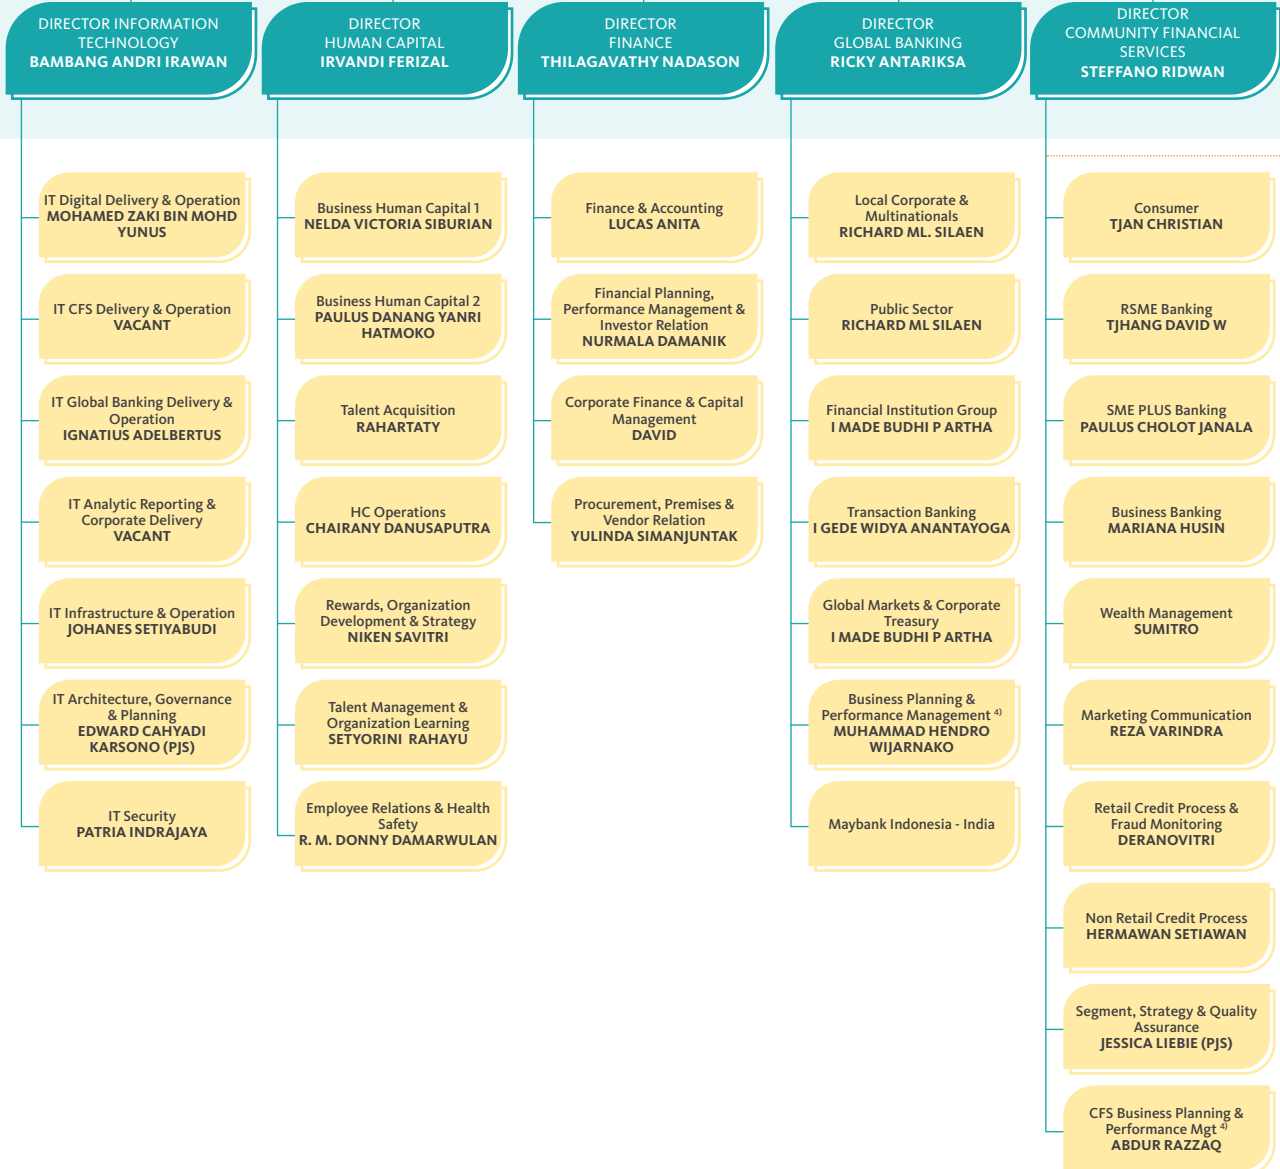 DIRECTOR INFORMATION
TECHNOLOGY
BAMBANG ANDRI IRAWAN
IT Digital Delivery & Operation
MOHAMED ZAKI BIN MOHD
YUNUS
IT CFS Delivery & Operation
VACANT
IT Global Banking Delivery &
Operation
IGNATIUS ADELBERTUS
IT Analytic Reporting &
Corporate Delivery
VACANT
IT Infrastructure & Operation
JOHANES SETIYABUDI
IT Architecture, Governance
& Planning
EDWARD CAHYADI
KARSONO (PJS)
IT Security
PATRIA INDRAJAYA
DIRECTOR
HUMAN CAPITAL
IRVANDI FERIZAL
Business Human Capital 1
NELDA VICTORIA SIBURIAN
Business Human Capital 2
PAULUS DANANG YANRI
HATMOKO
Talent Acquisition
RAHARTATY
HC Operations
CHAIRANY DANUSAPUTRA
Rewards, Organization
Development & Strategy
NIKEN SAVITRI
Talent Management &
Organization Learning
SETYORINI RAHAYU
Employee Relations & Health
Safety
R. M. DONNY DAMARWULAN
DIRECTOR
FINANCE
THILAGAVATHY NADASON
Finance & Accounting
LUCAS ANITA
Financial Planning,
Performance Management &
Investor Relation
NURMALA DAMANIK
Corporate Finance & Capital
Management
DAVID
Procurement, Premises &
Vendor Relation
YULINDA SIMANJUNTAK
DIRECTOR
GLOBAL BANKING
RICKY ANTARIKSA
Local Corporate &
Multinationals
RICHARD ML. SILAEN
Public Sector
RICHARD ML SILAEN
Financial Institution Group
I MADE BUDHI P ARTHA
Transaction Banking
I GEDE WIDYA ANANTAYOGA
Global Markets & Corporate
Treasury
I MADE BUDHI P ARTHA
Business Planning &
Performance Management 4)
MUHAMMAD HENDRO
WIJARNAKO
Maybank Indonesia - India
DIRECTOR
COMMUNITY FINANCIAL
SERVICES
STEFFANO RIDWAN
Consumer
TJAN CHRISTIAN
RSME Banking
TJHANG DAVID W
SME PLUS Banking
PAULUS CHOLOT JANALA
Business Banking
MARIANA HUSIN
Wealth Management
SUMITRO
Marketing Communication
REZA VARINDRA
Retail Credit Process &
Fraud Monitoring
DERANOVITRI
Non Retail Credit Process
HERMAWAN SETIAWAN
Segment, Strategy & Quality
Assurance
JESSICA LIEBIE (PJS)
CFS Business Planning &
Performance Mgt 4)
ABDUR RAZZAQ